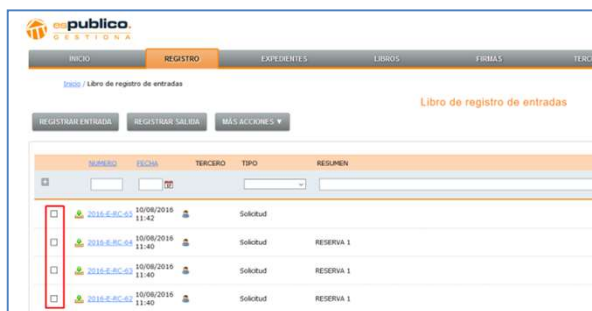 espublico.
GESTIONA
INICIO REGISTRO EXPEDIENTES LIBROS FIRMAS TERC
Inicio / Libro de registro de entradas
Libro de registro de entradas
REGISTRAR ENTRADA REGISTRAR SALIDA MÁS ACCIONES ▼
NUMERO FECHA TERCERO TIPO RESUMEN
2016-E-RC-65 10/08/2016 Solicitud
11:42
2016-E-RC-64 10/08/2016 Solicitud RESERVA 1
11:40
2016-E-RC-63 10/08/2016 Solicitud RESERVA 1
11:40
2016-E-RC-62 10/08/2016 Solicitud RESERVA 1
11:40